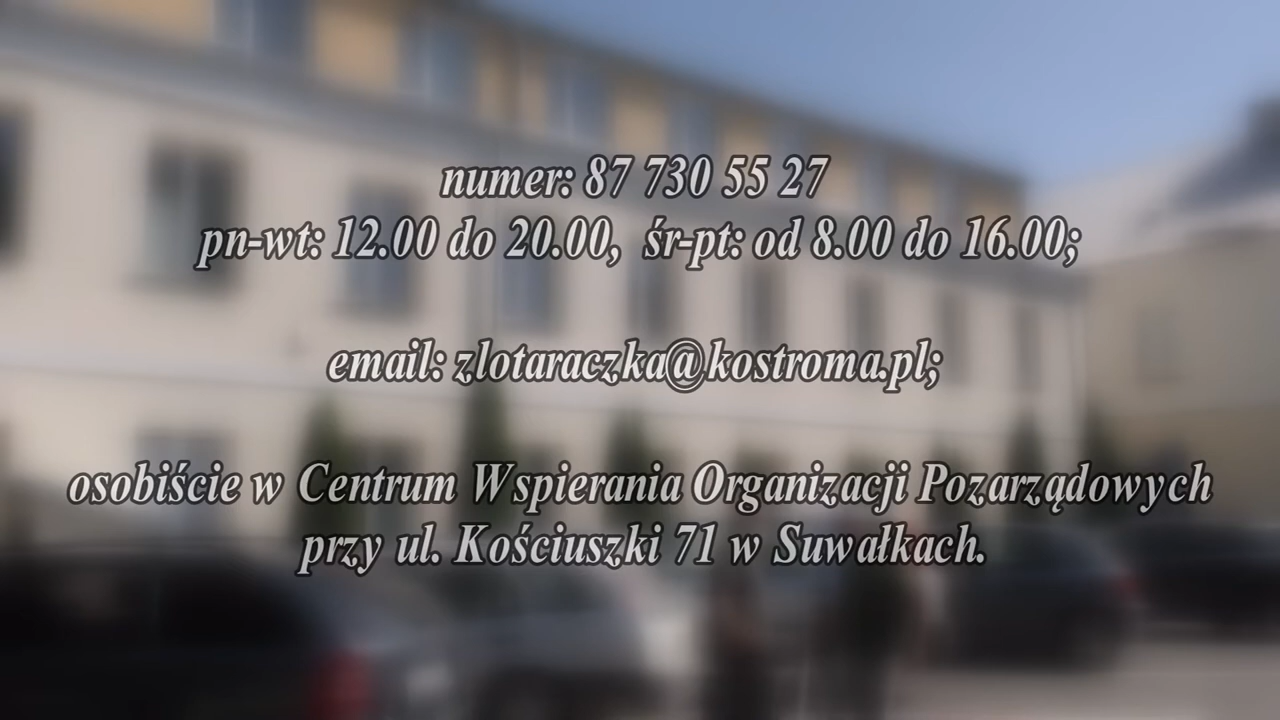 numer: 87 730 55 27
pn-wt: 12.00 do 20.00, śr-pt: od 8.00 do 16.00;
email: zlotaraczka@kostroma.pl;
osobiście w Centrum Wspierania Organizacji Pozarządowych
przy ul. Kościuszki 71 w Suwałkach.